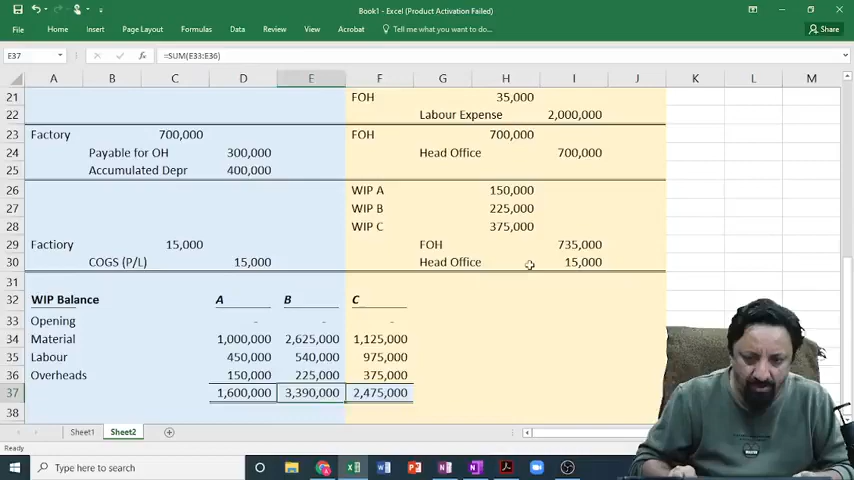 Book1 - Excel (Product Activation Failed)
File Home Insert Page Layout Formulas Data Review View Acrobat Tell me what you want to do... Share
E37 fx =SUM(E33:E36)
A B C D E F G H I J K L M
21 FOH 35,000
22 Labour Expense 2,000,000
23 Factory 700,000 FOH 700,000
24 Payable for OH 300,000 Head Office 700,000
25 Accumulated Depr 400,000
26 WIP A 150,000
27 WIP B 225,000
28 WIP C 375,000
29 Factiory 15,000 FOH 735,000
30 COGS (P/L) 15,000 Head Office 15,000
31
32 WIP Balance A B C
33 Opening - - -
34 Material 1,000,000 2,625,000 1,125,000
35 Labour 450,000 540,000 975,000
36 Overheads 150,000 225,000 375,000
37 1,600,000 3,390,000 2,475,000
38
Sheet1 Sheet2
Ready
Type here to search